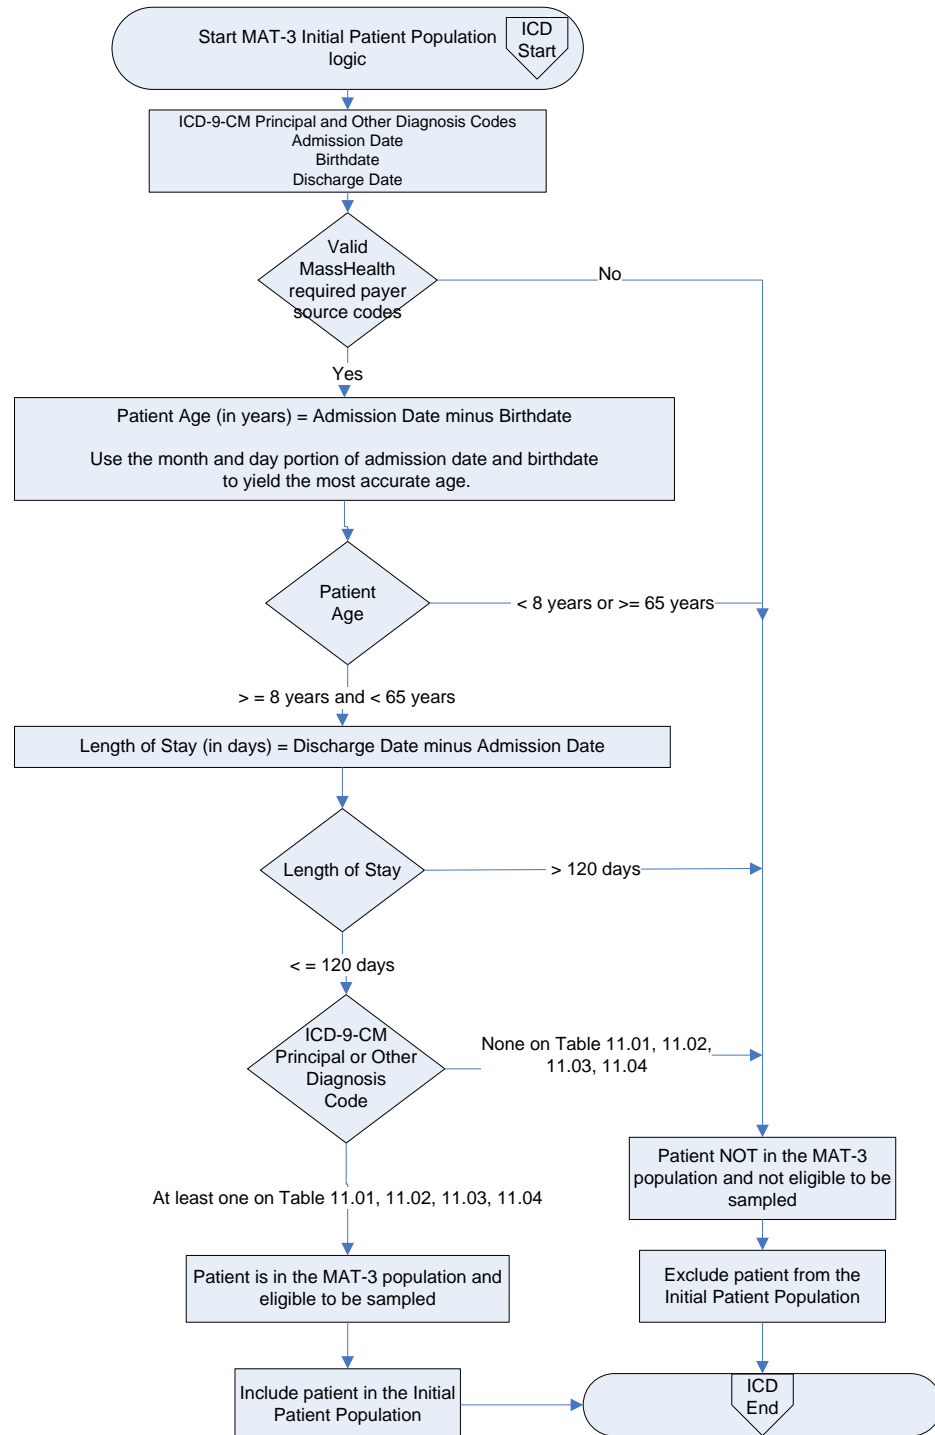 Start MAT-3 Initial Patient Population
logic
ICD
Start
ICD-9-CM Principal and Other Diagnosis Codes
Admission Date
Birthdate
Discharge Date
Valid
MassHealth
required payer
source codes
No
Yes
Patient Age (in years) = Admission Date minus Birthdate
Use the month and day portion of admission date and birthdate
to yield the most accurate age.
Patient
Age
< 8 years or >= 65 years
> = 8 years and < 65 years
Length of Stay (in days) = Discharge Date minus Admission Date
Length of Stay
> 120 days
< = 120 days
ICD-9-CM
Principal or Other
Diagnosis
Code
None on Table 11.01, 11.02,
11.03, 11.04
At least one on Table 11.01, 11.02, 11.03, 11.04
Patient NOT in the MAT-3
population and not eligible to be
sampled
Patient is in the MAT-3 population and
eligible to be sampled
Exclude patient from the
Initial Patient Population
Include patient in the Initial
Patient Population
ICD
End